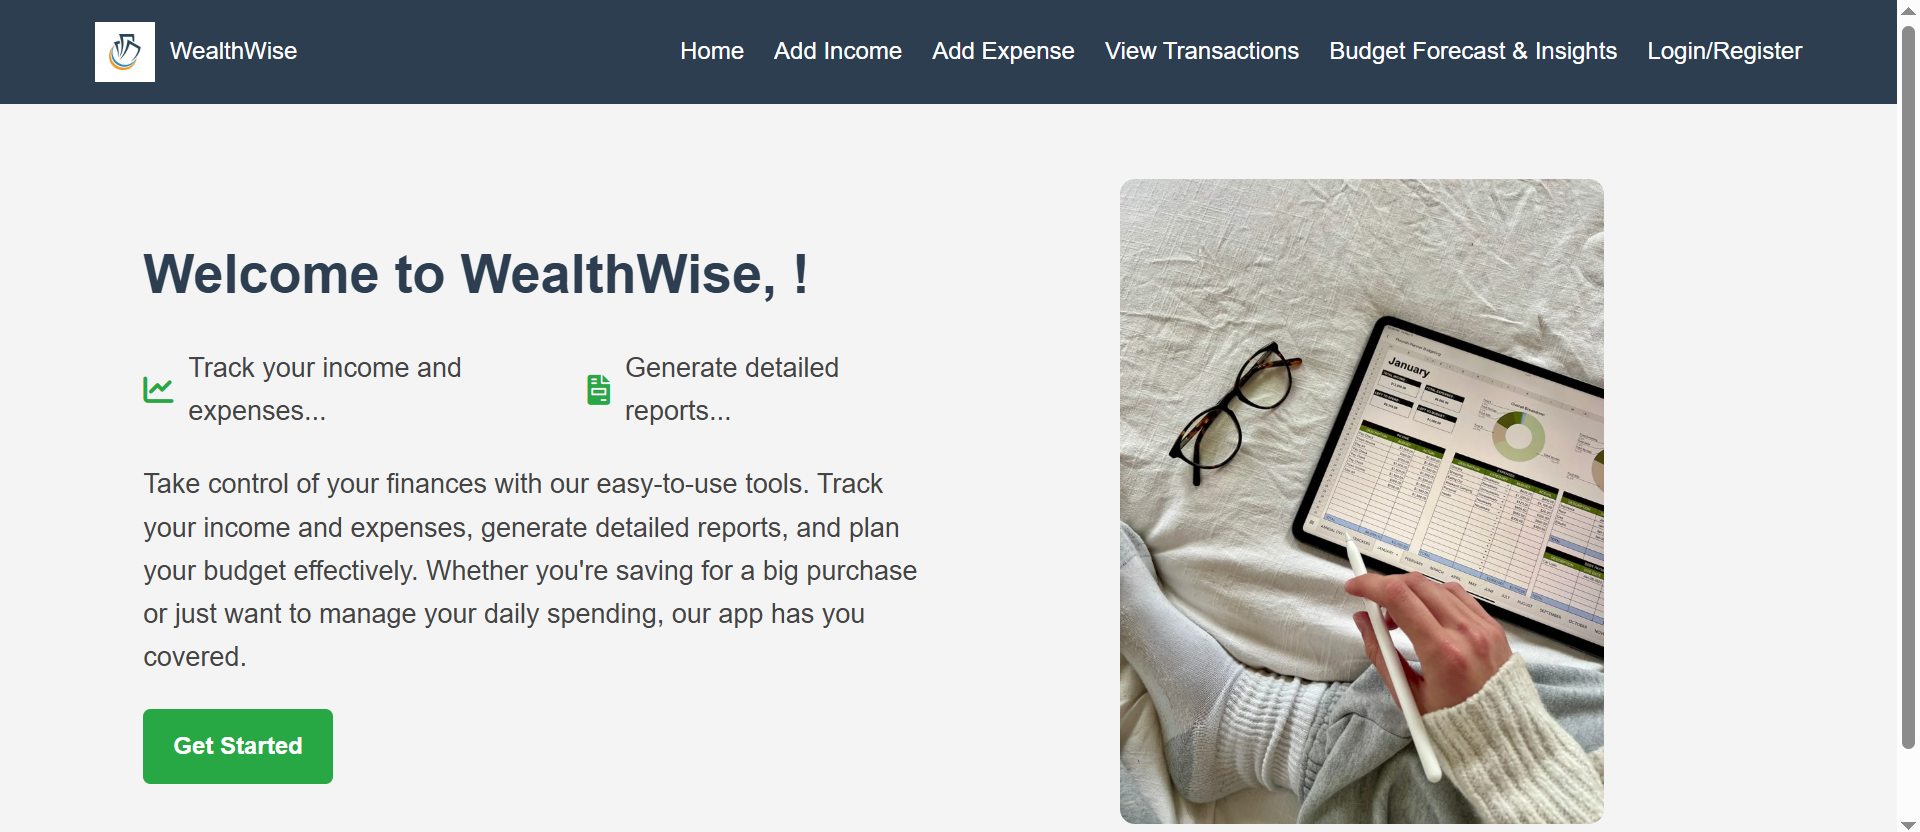 WealthWise
Home
Add Income
Add Expense
View Transactions
Budget Forecast & Insights
Login/Register
Welcome to WealthWise, !
Track your income and
expenses...
Generate detailed
reports...
Take control of your finances with our easy-to-use tools. Track
your income and expenses, generate detailed reports, and plan
your budget effectively. Whether you're saving for a big purchase
or just want to manage your daily spending, our app has you
covered.
Get Started
January